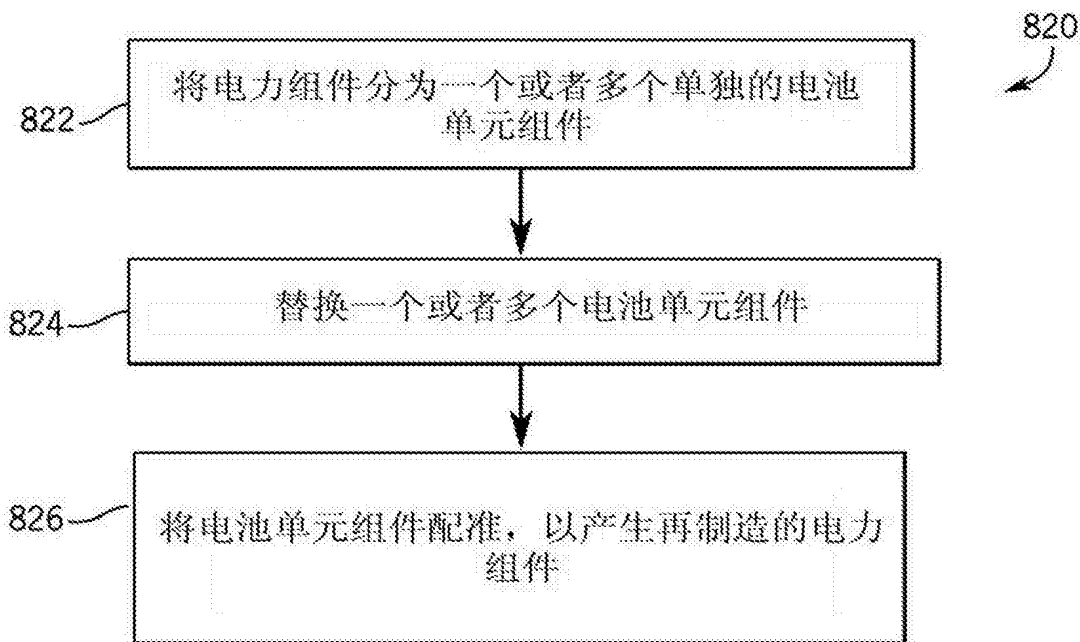 820
822
将电力组件分为一个或者多个单独的电池
单元组件
824
替换一个或者多个电池单元组件
826
将电池单元组件配准，以产生再制造的电力
组件